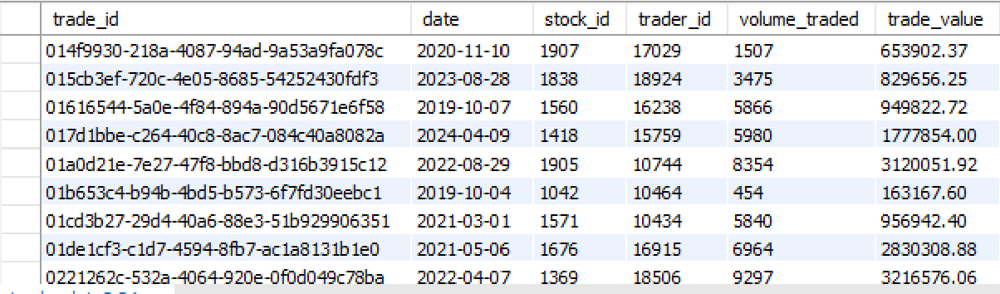 trade_id date stock_id trader_id volume_traded trade_value
014f9930-218a-4087-94ad-9a53a9fa078c 2020-11-10 1907 17029 1507 653902.37
015cb3ef-720c-4e05-8685-54252430fdf3 2023-08-28 1838 18924 3475 829656.25
01616544-5a0e-4f84-894a-90d5671e6f58 2019-10-07 1560 16238 5866 949822.72
017d1bbe-c264-40c8-8ac7-084c40a8082a 2024-04-09 1418 15759 5980 1777854.00
01a0d21e-7e27-47f8-bbd8-d316b3915c12 2022-08-29 1905 10744 8354 3120051.92
01b653c4-b94b-4bd5-b573-6f7fd30eebc1 2019-10-04 1042 10464 454 163167.60
01cd3b27-29d4-40a6-88e3-51b929906351 2021-03-01 1571 10434 5840 956942.40
01de1cf3-c1d7-4594-8fb7-ac1a8131b1e0 2021-05-06 1676 16915 6964 2830308.88
0221262c-532a-4064-920e-0f0d049c78ba 2022-04-07 1369 18506 9297 3216576.06